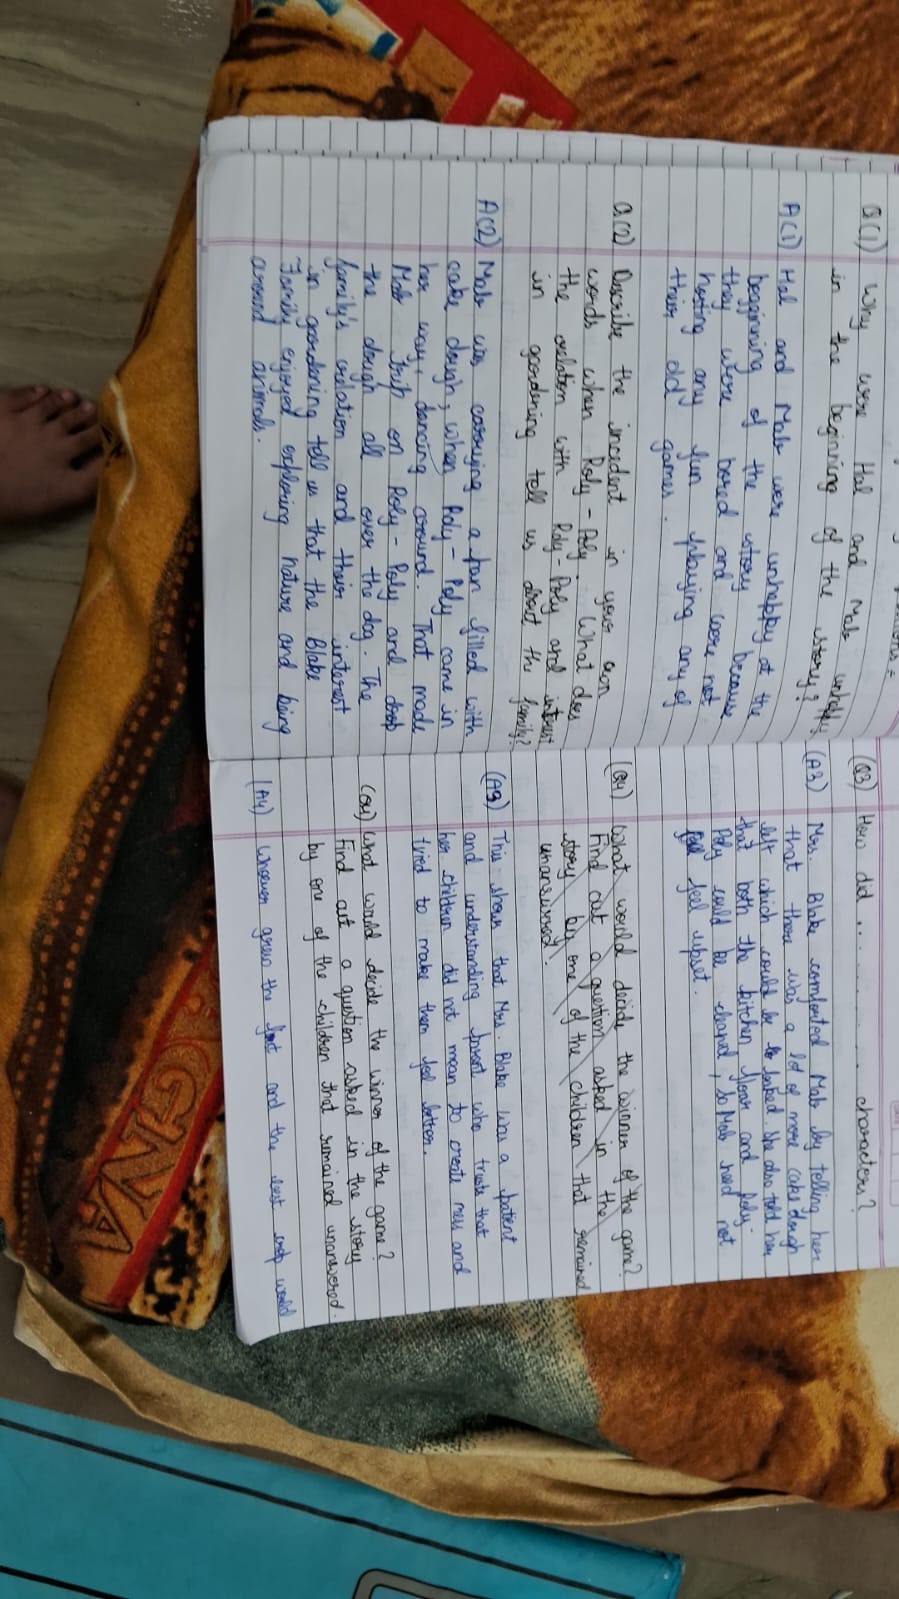 Q(1) Why were Hal and Mab unhappy
in the beginning of the story?
A(1) Hal and Mab were unhappy at the
begginning of the story because
they were bored and were not
hosting any fun playing any of
their old games.
Q(2) Describe the incedent in your own
words when Roly-Poly. What does
the relation with Roly-Poly and interest
in goardening tell us about the family?
A(2) Mab was carrying a pan filled with
cake dough, when Roly-Poly came in
her way, dancing around. That made
Mab trip on Roly-Poly and drop
the dough all over the dog. The
family's relation and their interest
in goardening tell us that the Blake
Family enjoyed exploring nature and being
around animals.
(Q3) How did .............. characters?
(A3) Mrs. Blake comforted Mab by telling her
that there was a lot of more cake dough
left which could be baked. She also told her
that both the kitchen floor and Roly-
Poly could be cleaned, so Mab need not
feel upset.
(Q4) What would decide the winner of the game?
Find out a question asked in the
story by one of the children that remained
unanswered.
(A3) This shows that Mrs. Blake was a patient
and understanding parent who trusts that
her children did not mean to create mess and
tried to make them feel better.
(Q4) What would decide the winner of the game?
Find out a question asked in the story
by one of the children that remained unanswered.
(A4) Whoever grew the and the best crop would
AGNA